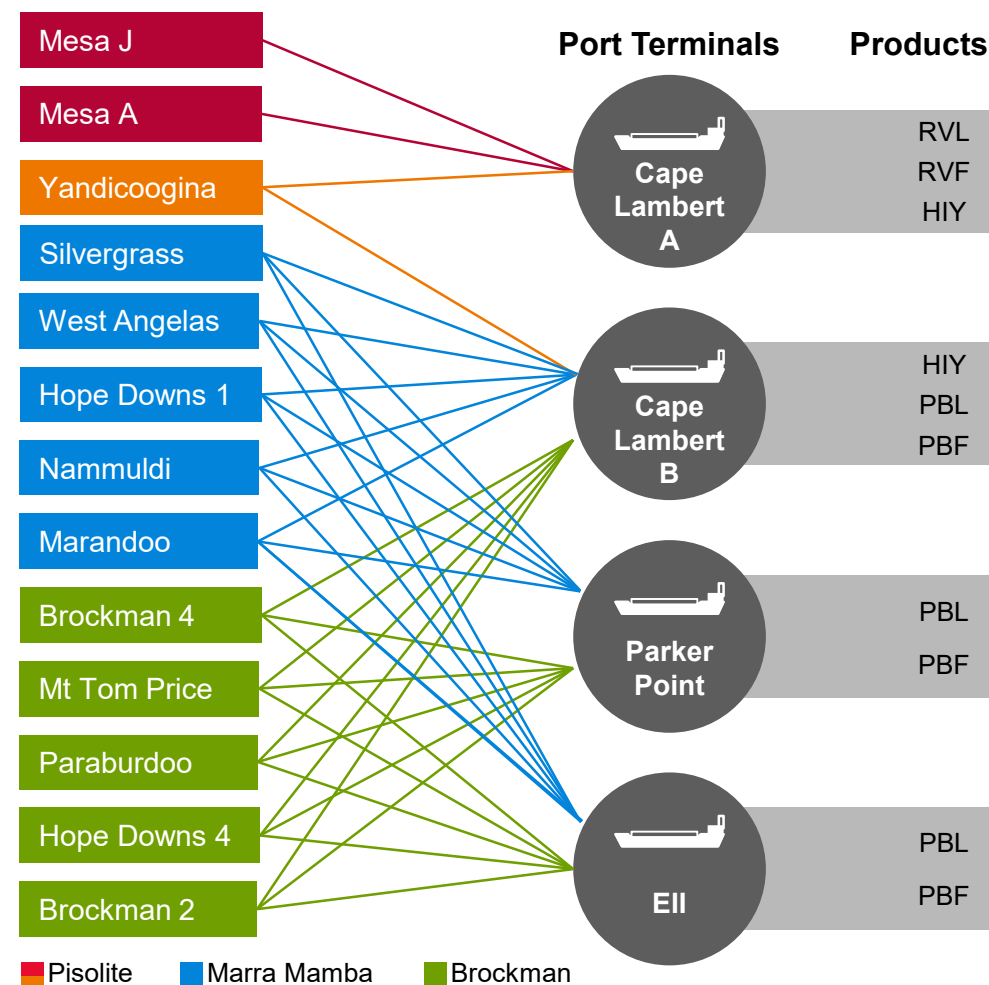 Mesa J
Mesa A
Yandicoogina
Silvergrass
West Angelas
Hope Downs 1
Nammuldi
Marandoo
Brockman 4
Mt Tom Price
Paraburdoo
Hope Downs 4
Brockman 2
Port Terminals
Cape
Lambert
A
Cape
Lambert
B
Parker
Point
EII
Products
RVL
RVF
HIY
HIY
PBL
PBF
PBL
PBF
PBL
PBF
Pisolite
Marra Mamba
Brockman